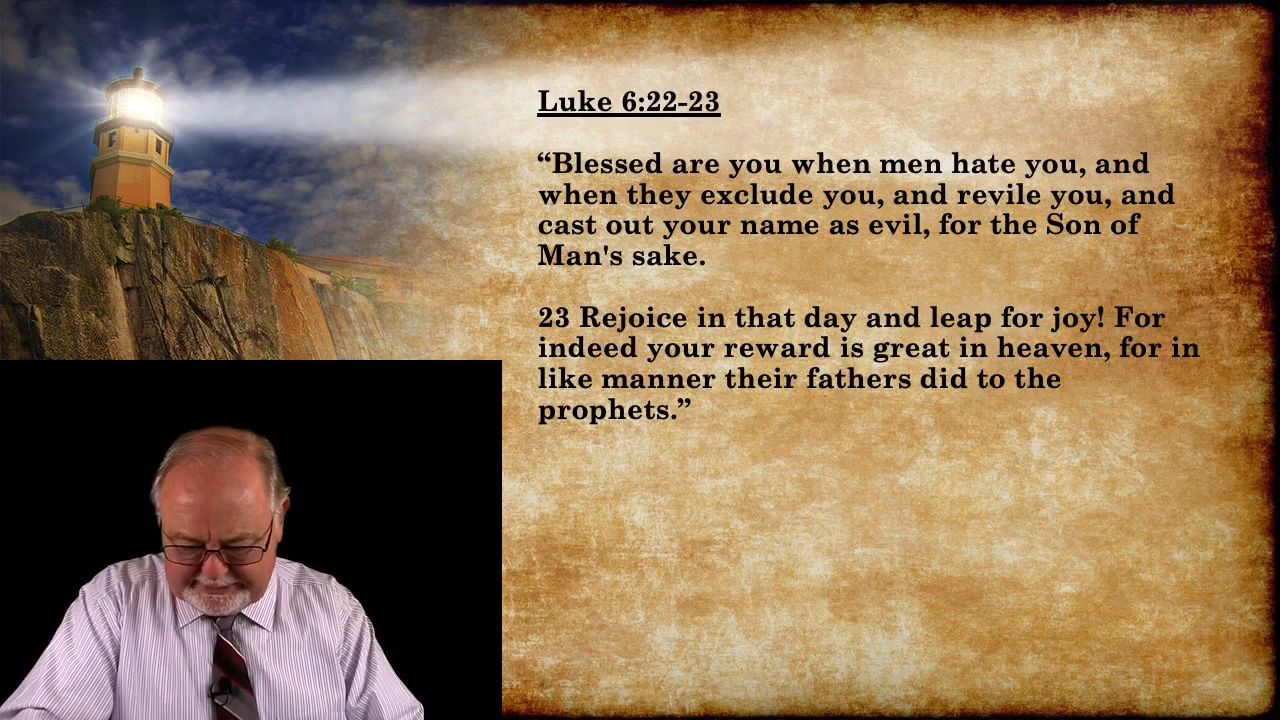 Luke 6:22-23
“Blessed are you when men hate you, and
when they exclude you, and revile you, and
cast out your name as evil, for the Son of
Man's sake.
23 Rejoice in that day and leap for joy! For
indeed your reward is great in heaven, for in
like manner their fathers did to the
prophets.”